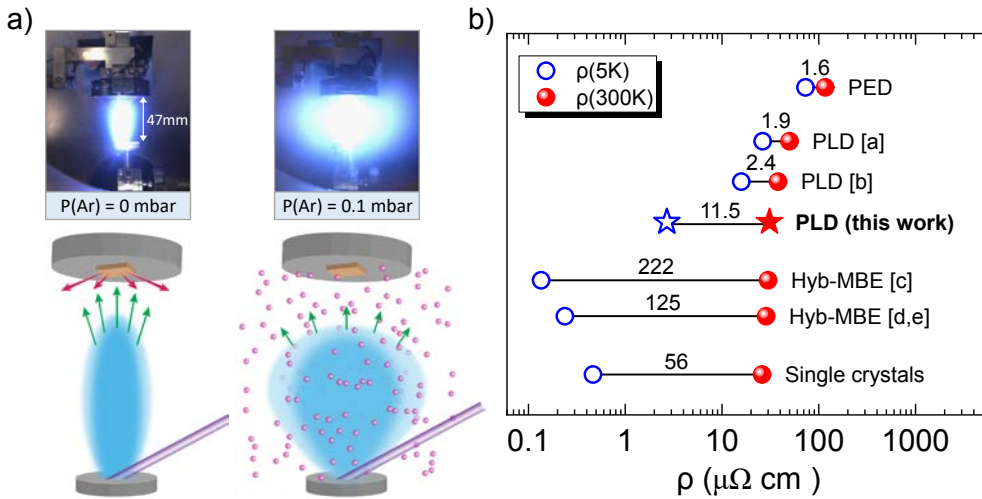 a)
47mm
P(Ar) = 0 mbar
P(Ar) = 0.1 mbar
b)
ρ(5K)
ρ(300K)
1.6
PED
1.9
PLD [a]
2.4
PLD [b]
11.5
PLD (this work)
222
Hyb-MBE [c]
125
Hyb-MBE [d,e]
56
Single crystals
0.1 1 10 100 1000
ρ (μΩ cm)